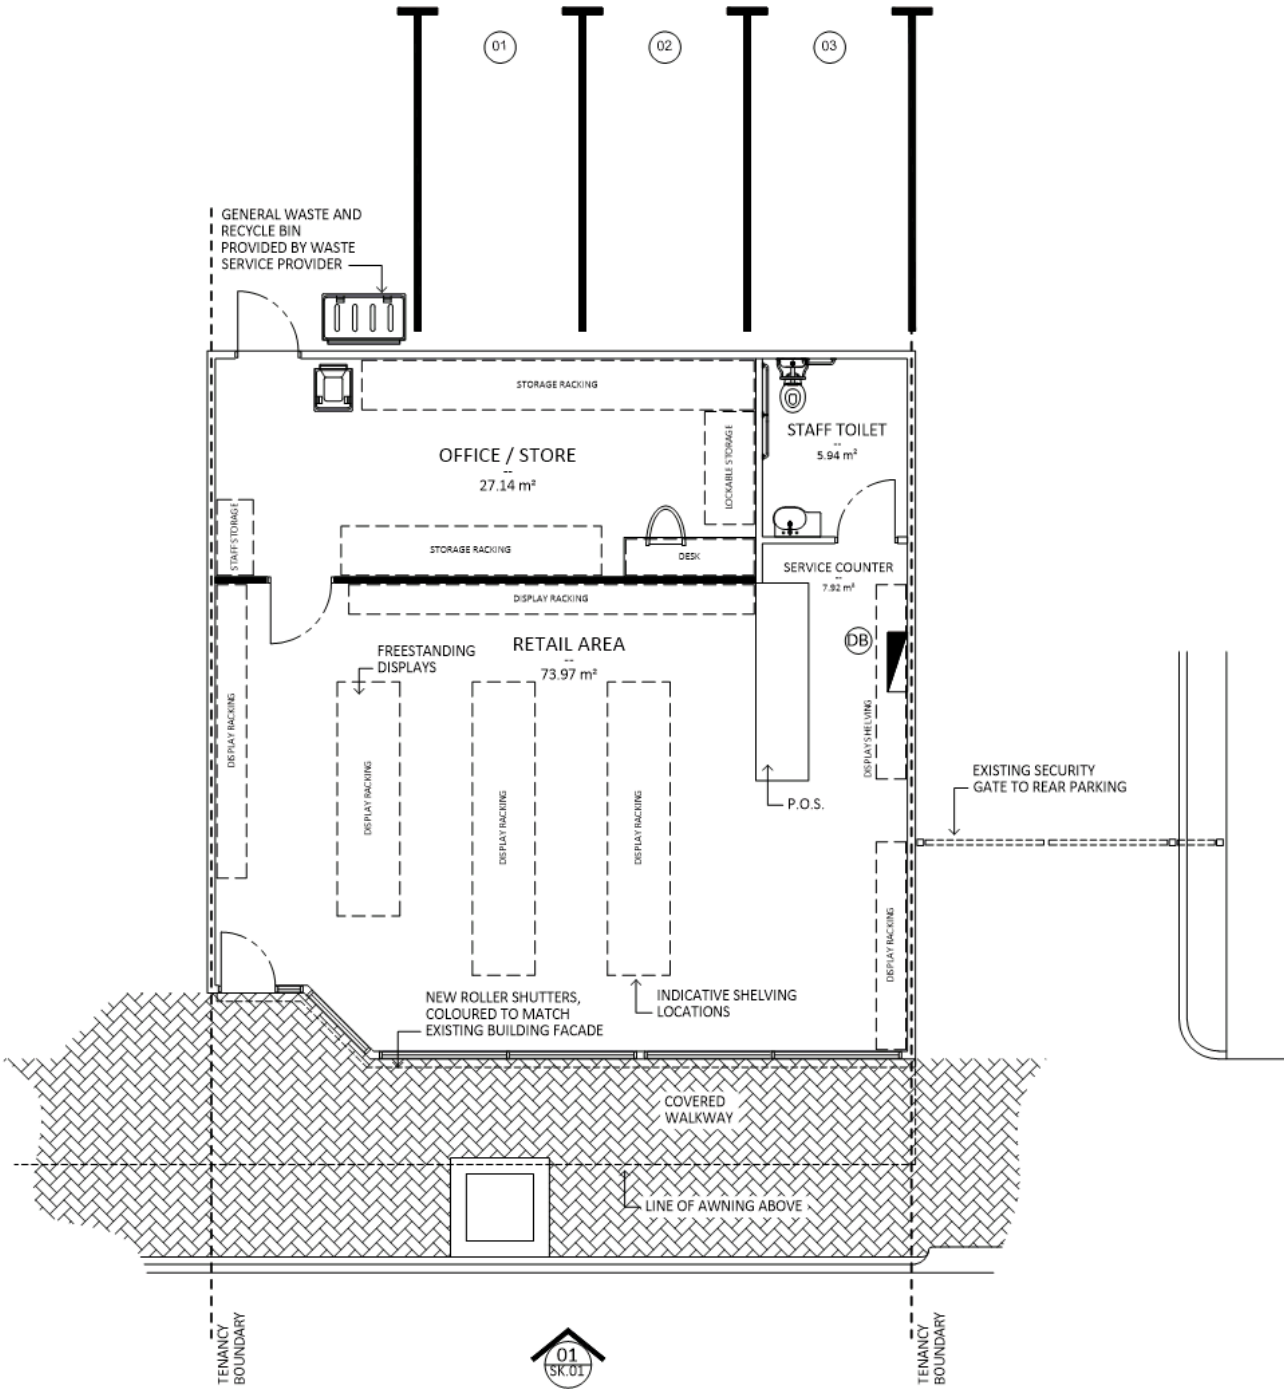 01
02
03
GENERAL WASTE AND
RECYCLE BIN
PROVIDED BY WASTE
SERVICE PROVIDER
STORAGE RACKING
OFFICE / STORE
--
27.14 m²
LOCKABLE STORAGE
STAFF TOILET
--
5.94 m²
STAFF STORAGE
STORAGE RACKING
DESK
SERVICE COUNTER
--
7.92 m²
DISPLAY RACKING
RETAIL AREA
--
73.97 m²
DB
FREESTANDING
DISPLAYS
DISPLAY RACKING
DISPLAY RACKING
DISPLAY RACKING
DISPLAY RACKING
DISPLAY SHELVING
P.O.S.
EXISTING SECURITY
GATE TO REAR PARKING
DISPLAY RACKING
NEW ROLLER SHUTTERS,
COLOURED TO MATCH
EXISTING BUILDING FACADE
INDICATIVE SHELVING
LOCATIONS
COVERED
WALKWAY
LINE OF AWNING ABOVE
TENANCY
BOUNDARY
01
SK.01
TENANCY
BOUNDARY